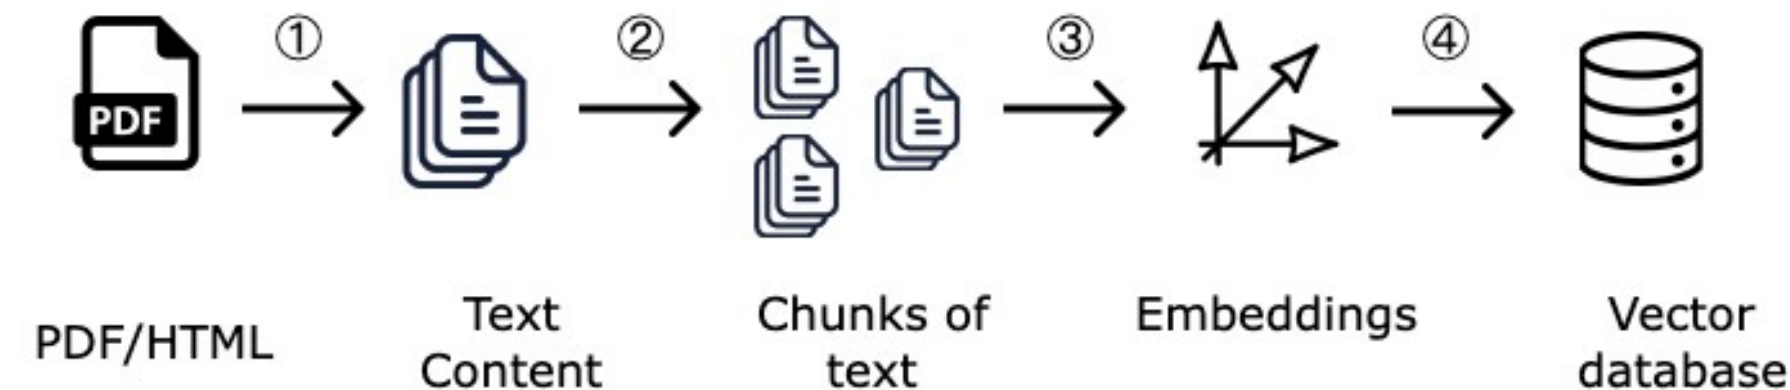 ① ② ③ ④
PDF
PDF/HTML
Text
Content
Chunks of
text
Embeddings
Vector
database